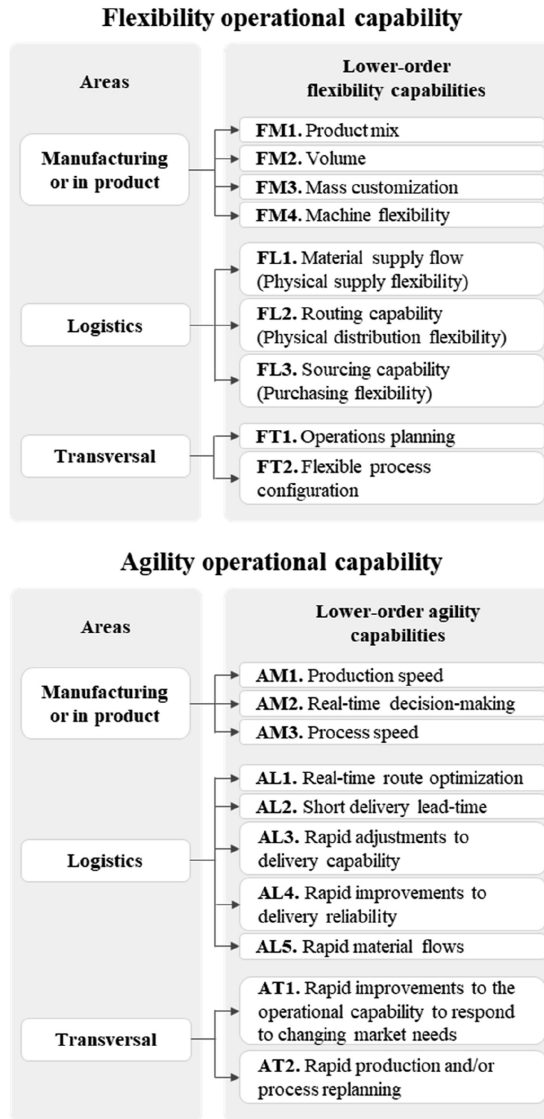 Flexibility operational capability
Areas
Lower-order
flexibility capabilities
Manufacturing
or in product
FM1. Product mix
FM2. Volume
FM3. Mass customization
FM4. Machine flexibility
Logistics
FL1. Material supply flow
(Physical supply flexibility)
FL2. Routing capability
(Physical distribution flexibility)
FL3. Sourcing capability
(Purchasing flexibility)
Transversal
FT1. Operations planning
FT2. Flexible process
configuration
Agility operational capability
Areas
Lower-order agility
capabilities
Manufacturing
or in product
AM1. Production speed
AM2. Real-time decision-making
AM3. Process speed
Logistics
AL1. Real-time route optimization
AL2. Short delivery lead-time
AL3. Rapid adjustments to
delivery capability
AL4. Rapid improvements to
delivery reliability
AL5. Rapid material flows
Transversal
AT1. Rapid improvements to the
operational capability to respond
to changing market needs
AT2. Rapid production and/or
process replanning